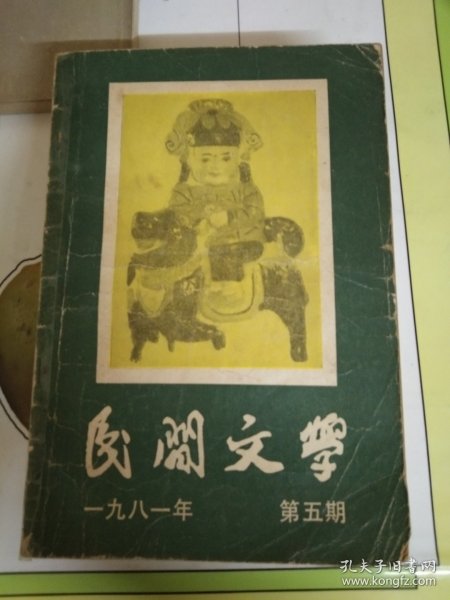 民間文學
一九八一年 第五期
孔夫子旧书网
www.kongfz.com